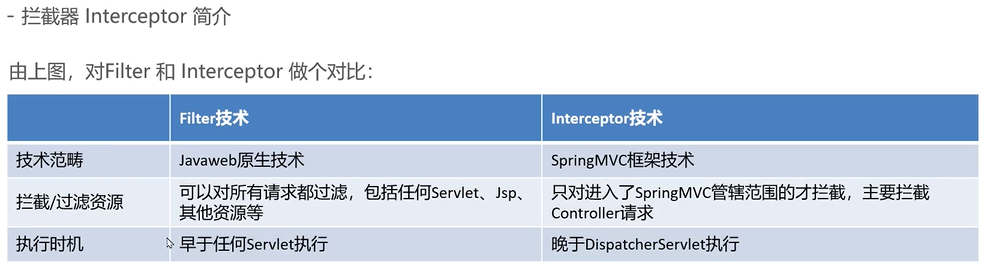 - 拦截器 Interceptor 简介
由上图，对Filter 和 Interceptor 做个对比：
Filter技术 Interceptor技术
技术范畴 Javaweb原生技术 SpringMVC框架技术
拦截/过滤资源 可以对所有请求都过滤，包括任何Servlet、Jsp、
其他资源等
只对进入了SpringMVC管辖范围的才拦截，主要拦截
Controller请求
执行时机 早于任何Servlet执行 晚于DispatcherServlet执行